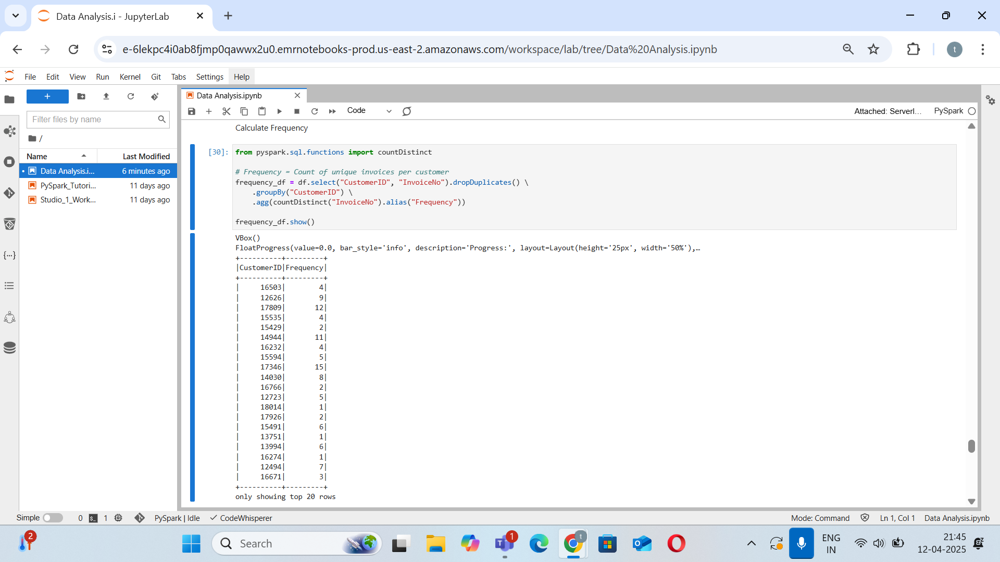 Data Analysis.i - JupyterLab
e-6lekpc4i0ab8fjmp0qawwx2u0.emrnotebooks-prod.us-east-2.amazonaws.com/workspace/lab/tree/Data%20Analysis.ipynb
t
File Edit View Run Kernel Git Tabs Settings Help
+
Filter files by name
/
Name Last Modified
Data Analysis.i... 6 minutes ago
PySpark_Tutori... 11 days ago
Studio_1_Work... 11 days ago
Data Analysis.ipynb
Code
Attached: Serverl... PySpark
Calculate Frequency
[30]:
from pyspark.sql.functions import countDistinct
# Frequency = Count of unique invoices per customer
frequency_df = df.select("CustomerID", "InvoiceNo").dropDuplicates() \
    .groupBy("CustomerID") \
    .agg(countDistinct("InvoiceNo").alias("Frequency"))
frequency_df.show()
VBox()
FloatProgress(value=0.0, bar_style='info', description='Progress:', layout=Layout(height='25px', width='50%'),…
+----------+---------+
|CustomerID|Frequency|
+----------+---------+
|     16503|        4|
|     12626|        9|
|     17809|       12|
|     15535|        4|
|     15429|        2|
|     14944|       11|
|     16232|        4|
|     15594|        5|
|     17346|       15|
|     14030|        8|
|     16766|        2|
|     12723|        5|
|     18014|        1|
|     17926|        2|
|     15491|        6|
|     13751|        1|
|     13994|        6|
|     16274|        1|
|     12494|        7|
|     16671|        3|
+----------+---------+
only showing top 20 rows
Simple 0 1 PySpark | Idle CodeWhisperer
Mode: Command Ln 1, Col 1 Data Analysis.ipynb
2
Search
1
t
ENG
IN
21:45
12-04-2025